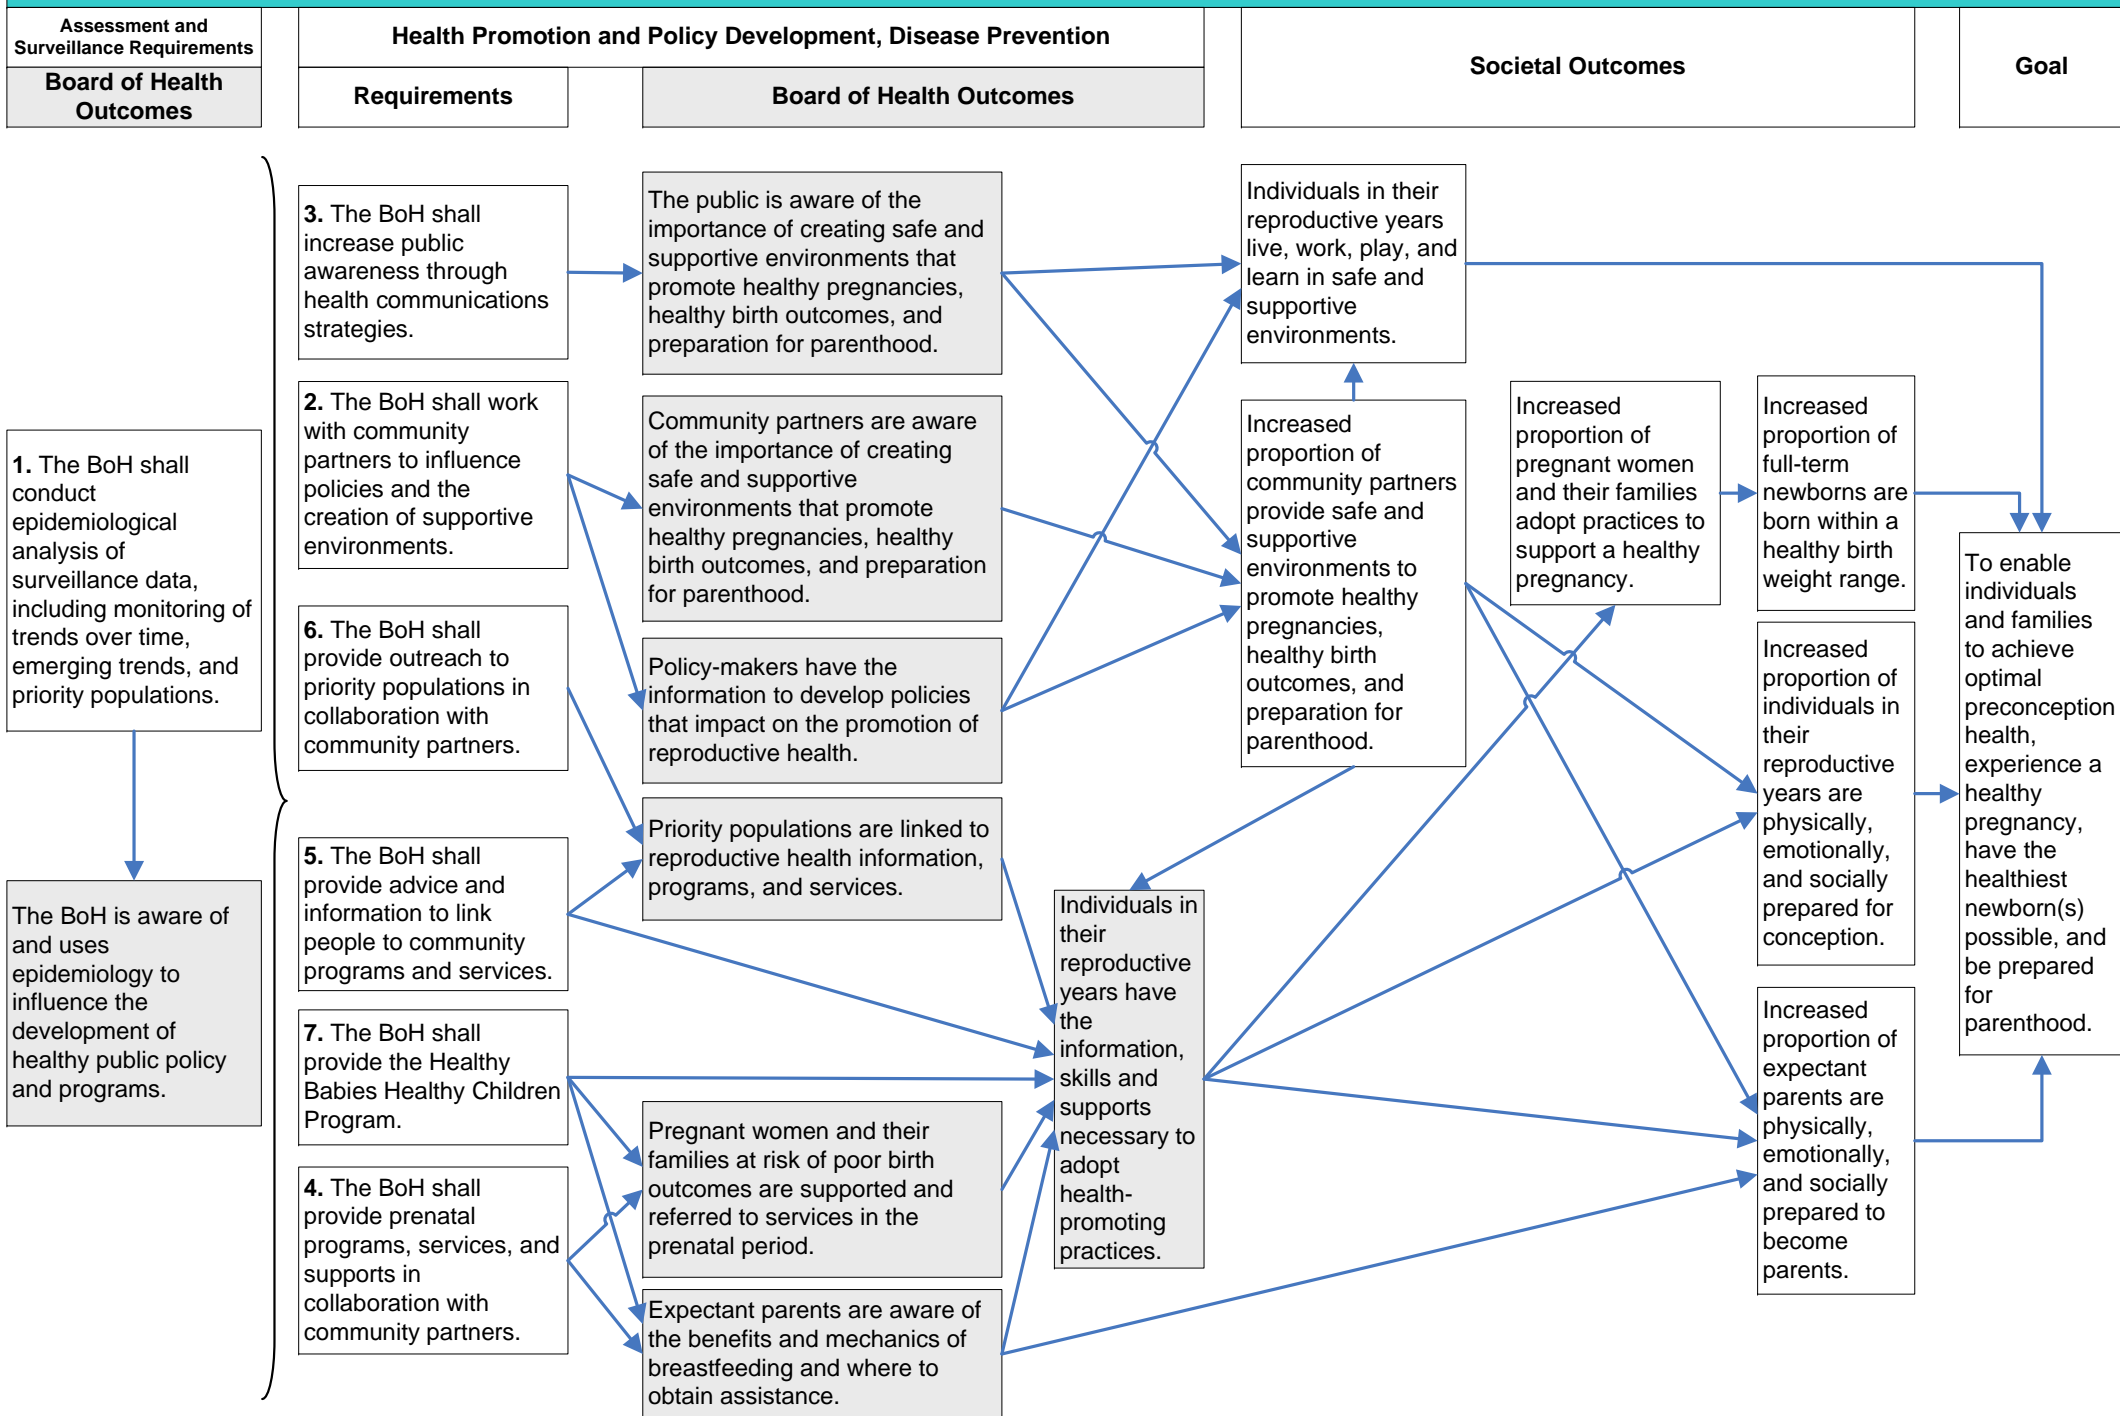 Assessment and
Surveillance Requirements
Board of Health
Outcomes
Health Promotion and Policy Development, Disease Prevention
Requirements
Board of Health Outcomes
Societal Outcomes
Goal
1. The BoH shall
conduct
epidemiological
analysis of
surveillance data,
including monitoring of
trends over time,
emerging trends, and
priority populations.
The BoH is aware of
and uses
epidemiology to
influence the
development of
healthy public policy
and programs.
3. The BoH shall
increase public
awareness through
health communications
strategies.
2. The BoH shall work
with community
partners to influence
policies and the
creation of supportive
environments.
6. The BoH shall
provide outreach to
priority populations in
collaboration with
community partners.
5. The BoH shall
provide advice and
information to link
people to community
programs and services.
7. The BoH shall
provide the Healthy
Babies Healthy Children
Program.
4. The BoH shall
provide prenatal
programs, services, and
supports in
collaboration with
community partners.
The public is aware of the
importance of creating safe and
supportive environments that
promote healthy pregnancies,
healthy birth outcomes, and
preparation for parenthood.
Community partners are aware
of the importance of creating
safe and supportive
environments that promote
healthy pregnancies, healthy
birth outcomes, and preparation
for parenthood.
Policy-makers have the
information to develop policies
that impact on the promotion of
reproductive health.
Priority populations are linked to
reproductive health information,
programs, and services.
Pregnant women and their
families at risk of poor birth
outcomes are supported and
referred to services in the
prenatal period.
Expectant parents are aware of
the benefits and mechanics of
breastfeeding and where to
obtain assistance.
Individuals in
their
reproductive
years have
the
information,
skills and
supports
necessary to
adopt
health-
promoting
practices.
Individuals in their
reproductive years
live, work, play, and
learn in safe and
supportive
environments.
Increased
proportion of
community partners
provide safe and
supportive
environments to
promote healthy
pregnancies,
healthy birth
outcomes, and
preparation for
parenthood.
Increased
proportion of
pregnant women
and their families
adopt practices to
support a healthy
pregnancy.
Increased
proportion of
full-term
newborns are
born within a
healthy birth
weight range.
Increased
proportion of
individuals in
their
reproductive
years are
physically,
emotionally,
and socially
prepared for
conception.
Increased
proportion of
expectant
parents are
physically,
emotionally,
and socially
prepared to
become
parents.
To enable
individuals
and families
to achieve
optimal
preconception
health,
experience a
healthy
pregnancy,
have the
healthiest
newborn(s)
possible, and
be prepared
for
parenthood.